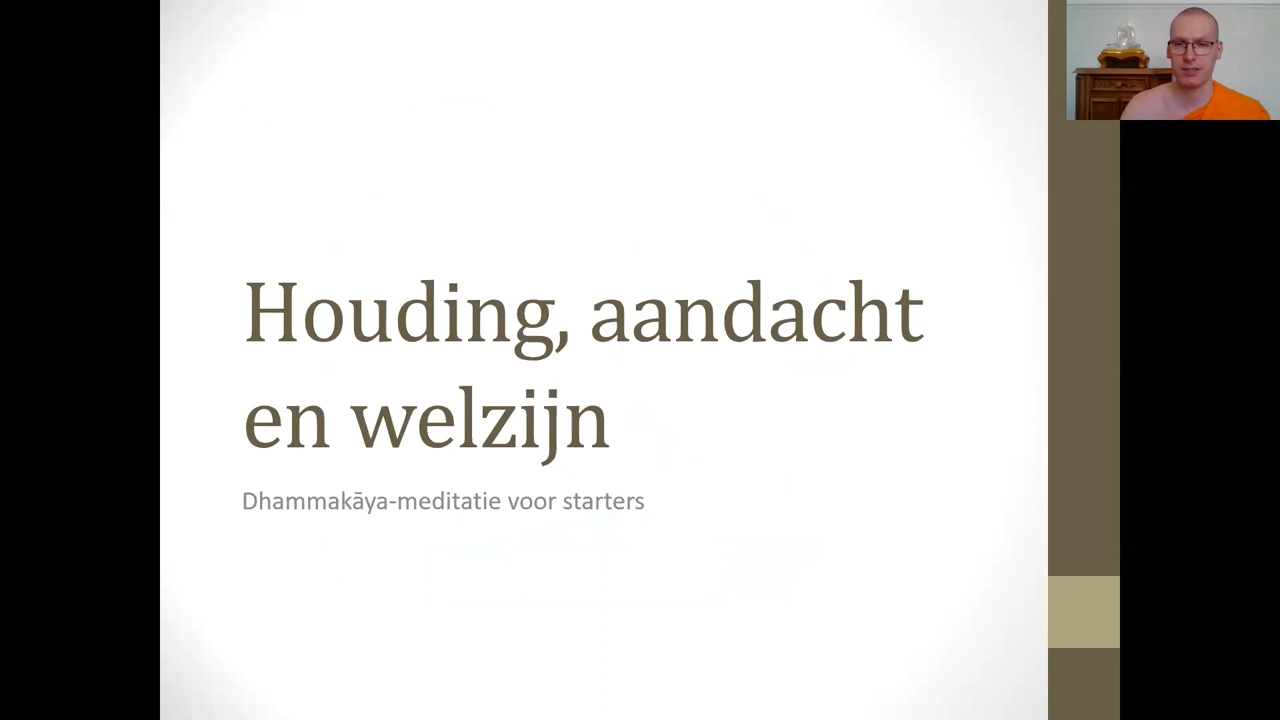 Houding, aandacht
en welzijn
Dhammakāya-meditatie voor starters